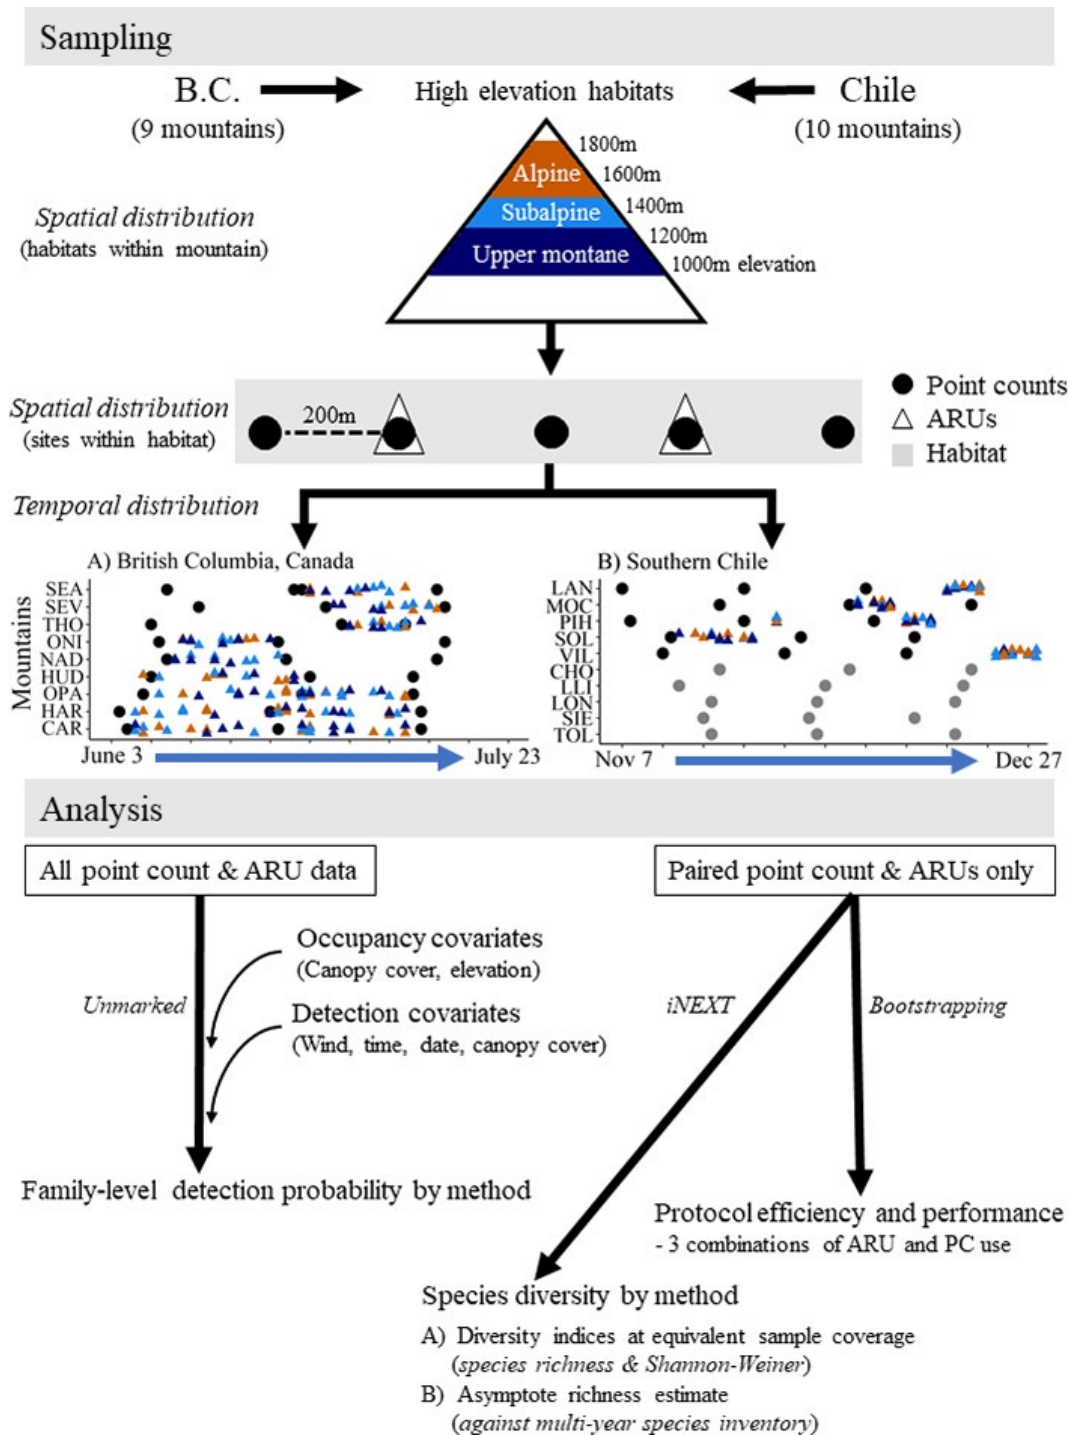 Sampling
B.C.
(9 mountains)
High elevation habitats
Chile
(10 mountains)
1800m
Alpine
1600m
Spatial distribution
(habitats within mountain)
Subalpine
1400m
1200m
Upper montane
1000m elevation
Spatial distribution
(sites within habitat)
200m
Point counts
ARUs
Habitat
Temporal distribution
A) British Columbia, Canada
Mountains
SEA
SEV
THO
ONI
NAD
HUD
OPA
HAR
CAR
June 3
July 23
B) Southern Chile
LAN
MOC
PIH
SOL
VIL
CHO
LLI
LON
SIE
TOL
Nov 7
Dec 27
Analysis
All point count & ARU data
Paired point count & ARUs only
Occupancy covariates
(Canopy cover, elevation)
Unmarked
Detection covariates
(Wind, time, date, canopy cover)
iNEXT
Bootstrapping
Family-level detection probability by method
Protocol efficiency and performance
- 3 combinations of ARU and PC use
Species diversity by method
A) Diversity indices at equivalent sample coverage
(species richness & Shannon-Weiner)
B) Asymptote richness estimate
(against multi-year species inventory)